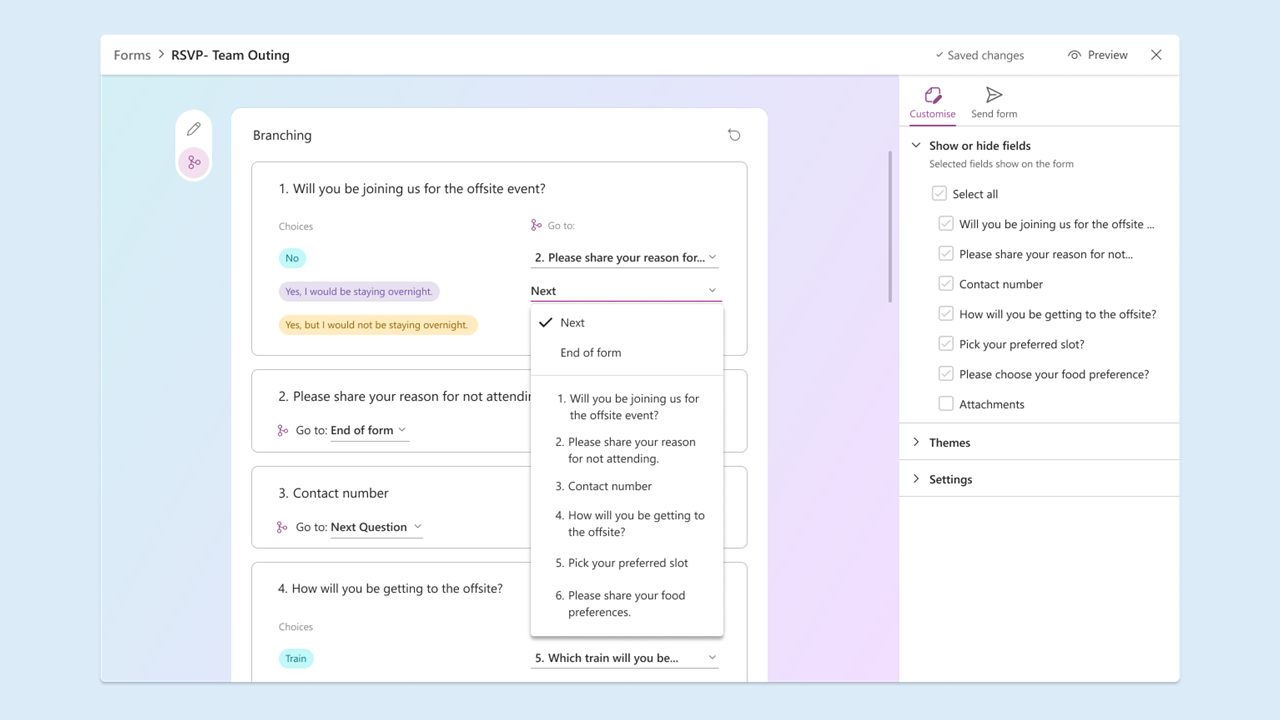 Forms > RSVP- Team Outing
Saved changes
Preview
Customise
Send form
Branching
1. Will you be joining us for the offsite event?
Choices
Go to:
No
2. Please share your reason for...
Yes, I would be staying overnight.
Next
Yes, but I would not be staying overnight.
Next
End of form
1. Will you be joining us for
the offsite event?
2. Please share your reason
for not attending.
3. Contact number
4. How will you be getting to
the offsite?
5. Pick your preferred slot
6. Please share your food
preferences.
2. Please share your reason for not
Go to: End of form
3. Contact number
Go to: Next Question
4. How will you be getting to the offsite?
Choices
Train
5. Which train will you be...
Show or hide fields
Selected fields show on the form
Select all
Will you be joining us for the offsite ...
Please share your reason for not...
Contact number
How will you be getting to the offsite?
Pick your preferred slot?
Please choose your food preference?
Attachments
Themes
Settings